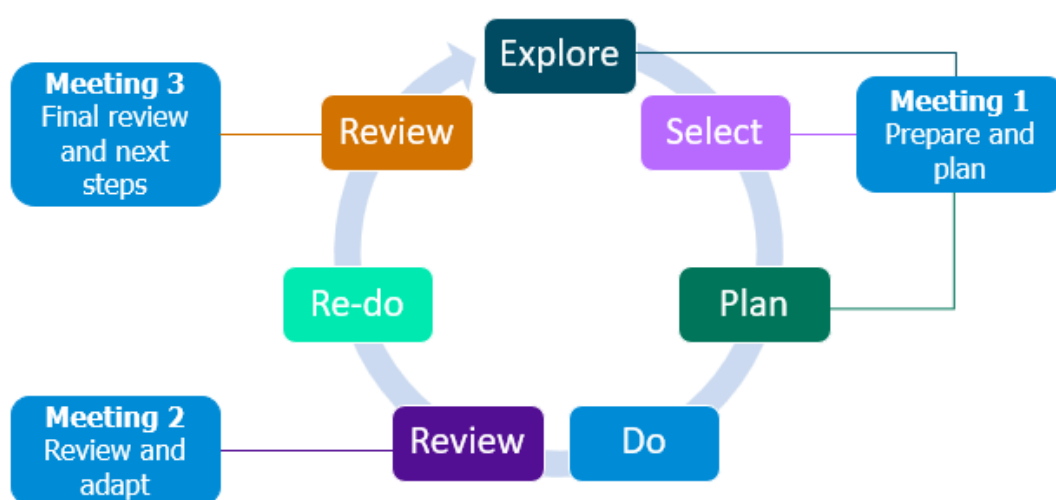 Explore
Select
Plan
Do
Review
Re-do
Review
Meeting 1
Prepare and
plan
Meeting 2
Review and
adapt
Meeting 3
Final review
and next
steps